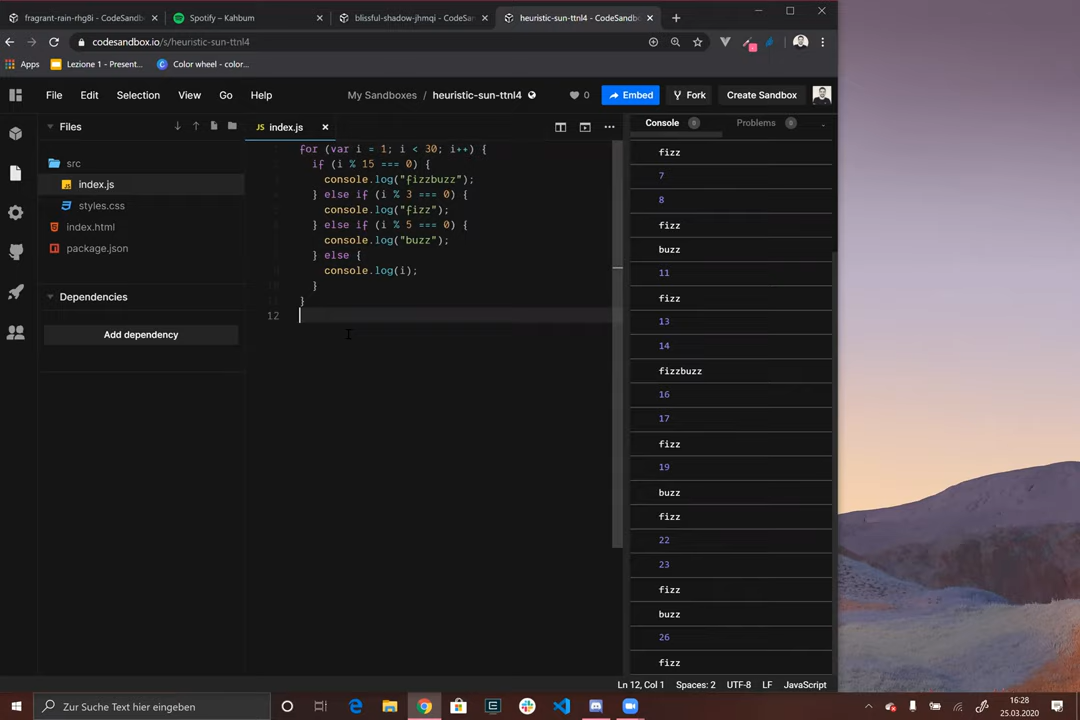 fragrant-rain-rhg8i - CodeSandb
Spotify – Kahbum
blissful-shadow-jhmqi - CodeSan
heuristic-sun-ttnl4 - CodeSandb
codesandbox.io/s/heuristic-sun-ttnl4
Apps
Lezione 1 - Present...
Color wheel - color...
File Edit Selection View Go Help
My Sandboxes / heuristic-sun-ttnl4
0
Embed
Fork
Create Sandbox
Files
src
index.js
styles.css
index.html
package.json
Dependencies
Add dependency
JS index.js
for (var i = 1; i < 30; i++) {
if (i % 15 === 0) {
console.log("fizzbuzz");
} else if (i % 3 === 0) {
console.log("fizz");
} else if (i % 5 === 0) {
console.log("buzz");
} else {
console.log(i);
}
}
12
Console
Problems
fizz
7
8
fizz
buzz
11
fizz
13
14
fizzbuzz
16
17
fizz
19
buzz
fizz
22
23
fizz
buzz
26
fizz
Ln 12, Col 1 Spaces: 2 UTF-8 LF JavaScript
Zur Suche Text hier eingeben
16:28
25.03.2020